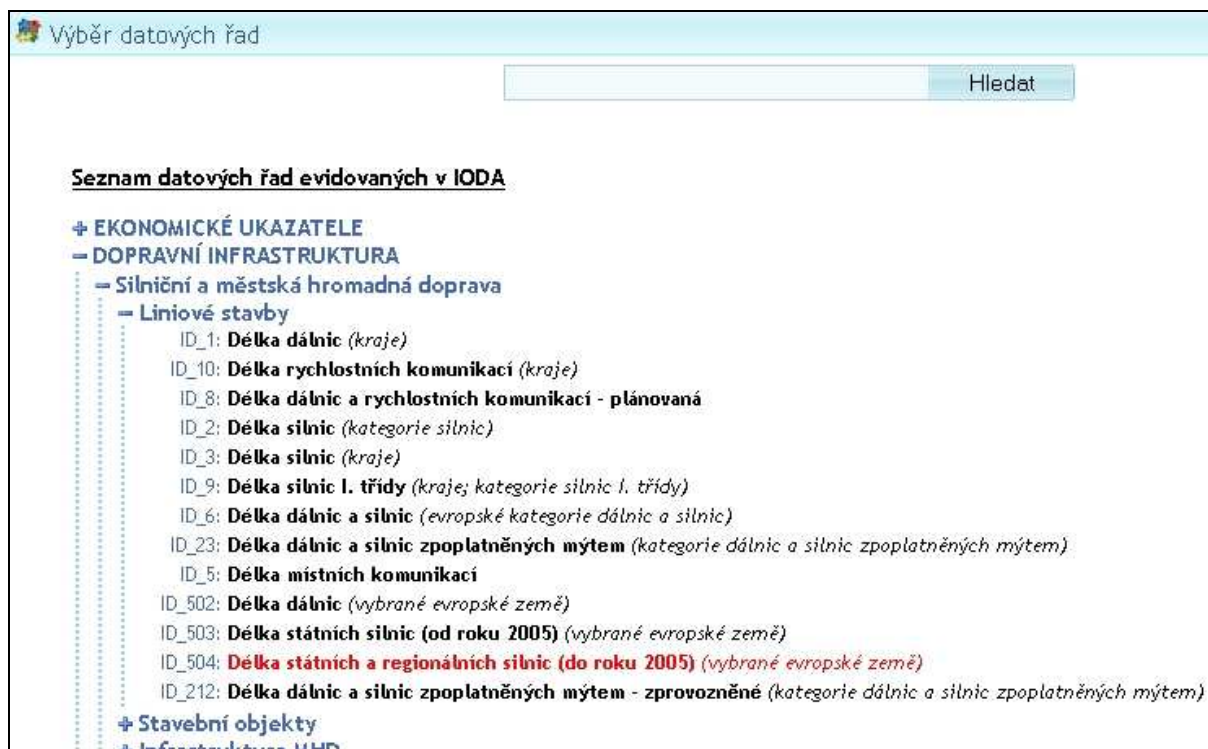 Výběr datových řad
Hledat
Seznam datových řad evidovaných v IODA
EKONOMICKÉ UKAZATELE
DOPRAVNÍ INFRASTRUKTURA
Silniční a městská hromadná doprava
Liniové stavby
ID_1: Délka dálnic (kraje)
ID_10: Délka rychlostních komunikací (kraje)
ID_8: Délka dálnic a rychlostních komunikací - plánovaná
ID_2: Délka silnic (kategorie silnic)
ID_3: Délka silnic (kraje)
ID_9: Délka silnic I. třídy (kraje; kategorie silnic I. třídy)
ID_6: Délka dálnic a silnic (evropské kategorie dálnic a silnic)
ID_23: Délka dálnic a silnic zpoplatněných mýtem (kategorie dálnic a silnic zpoplatněných mýtem)
ID_5: Délka místních komunikací
ID_502: Délka dálnic (vybrané evropské země)
ID_503: Délka státních silnic (od roku 2005) (vybrané evropské země)
ID_504: Délka státních a regionálních silnic (do roku 2005) (vybrané evropské země)
ID_212: Délka dálnic a silnic zpoplatněných mýtem - zprovozněné (kategorie dálnic a silnic zpoplatněných mýtem)
Stavební objekty
Infrastruktura MHD